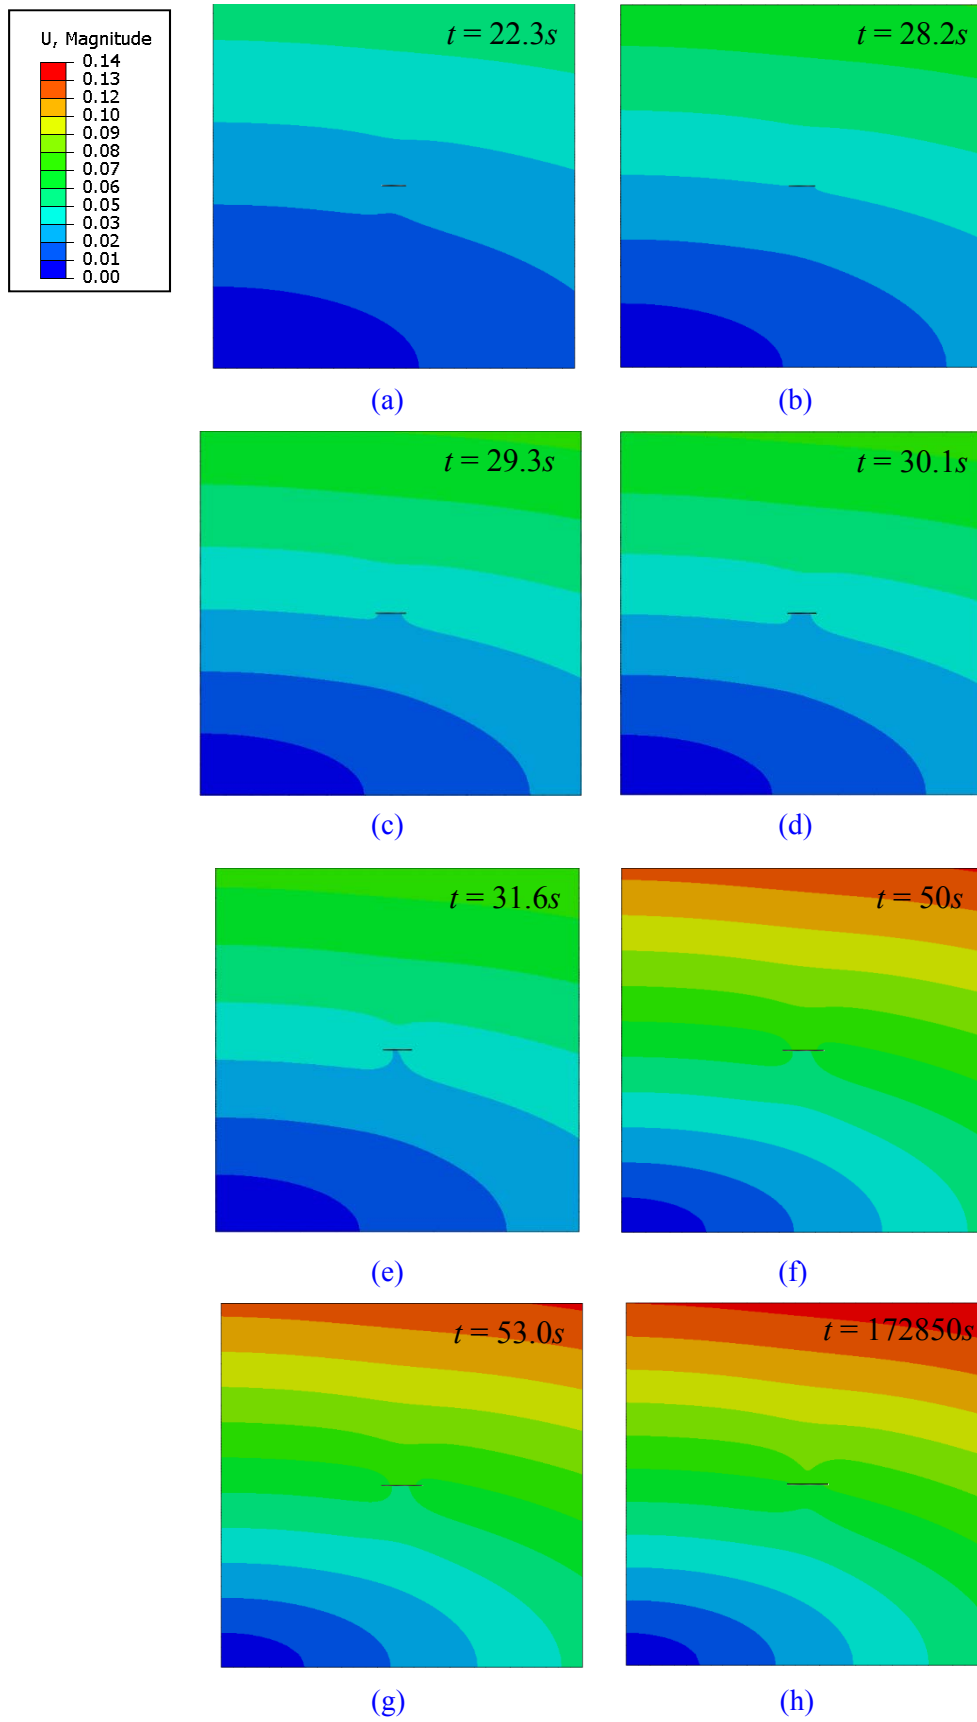 U, Magnitude
0.14
0.13
0.12
0.10
0.09
0.08
0.07
0.06
0.05
0.03
0.02
0.01
0.00
t = 22.3s
t = 28.2s
(a)
(b)
t = 29.3s
t = 30.1s
(c)
(d)
t = 31.6s
t = 50s
(e)
(f)
t = 53.0s
t = 172850s
(g)
(h)